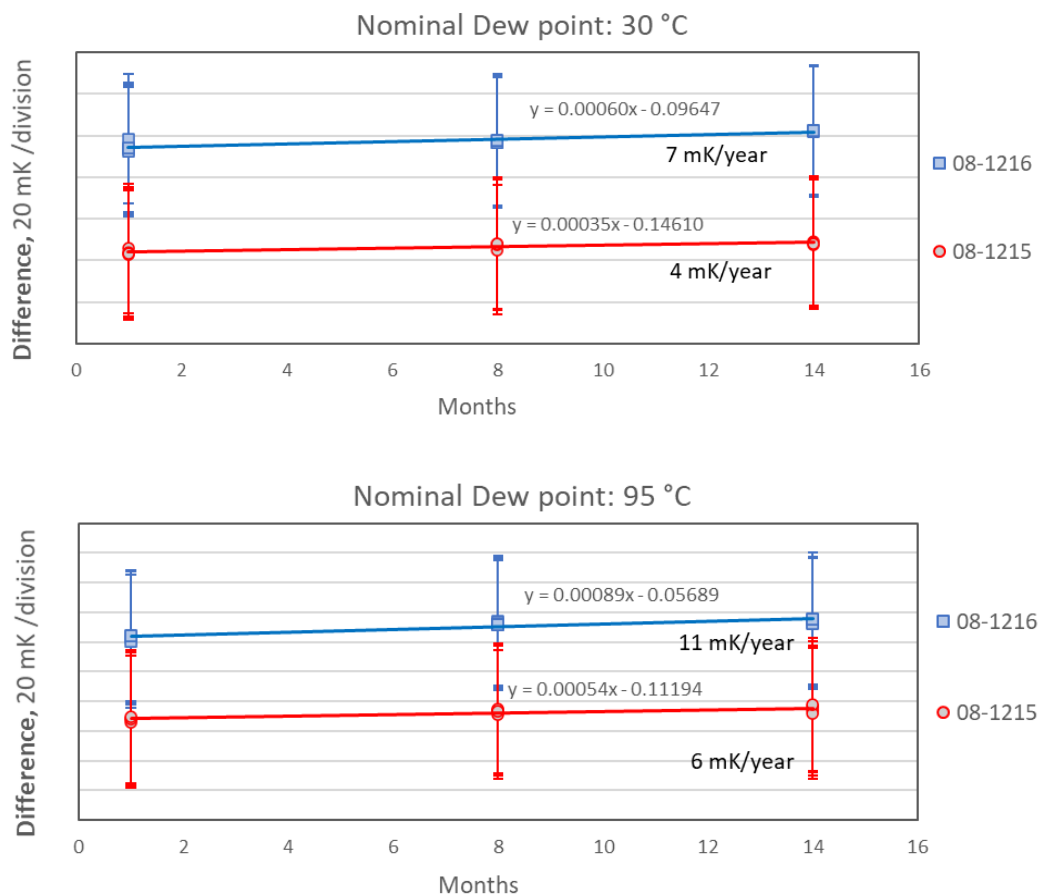 Nominal Dew point: 30 °C
Difference, 20 mK /division
y = 0.00060x - 0.09647
7 mK/year
y = 0.00035x - 0.14610
4 mK/year
08-1216
08-1215
0 2 4 6 8 10 12 14 16
Months
Nominal Dew point: 95 °C
Difference, 20 mK /division
y = 0.00089x - 0.05689
11 mK/year
y = 0.00054x - 0.11194
6 mK/year
08-1216
08-1215
0 2 4 6 8 10 12 14 16
Months